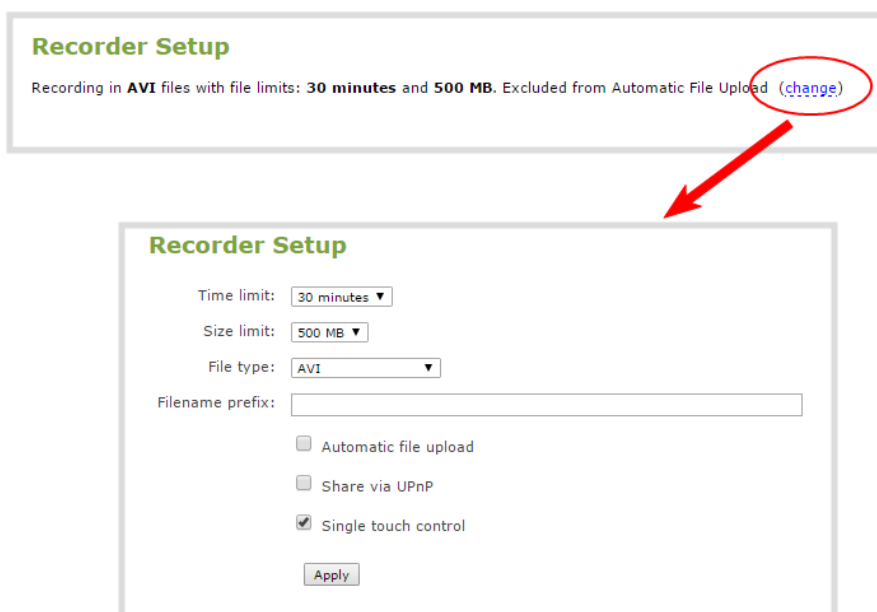 Recorder Setup
Recording in AVI files with file limits: 30 minutes and 500 MB. Excluded from Automatic File Upload (change)
Recorder Setup
Time limit: 30 minutes
Size limit: 500 MB
File type: AVI
Filename prefix:
Automatic file upload
Share via UPnP
Single touch control
Apply